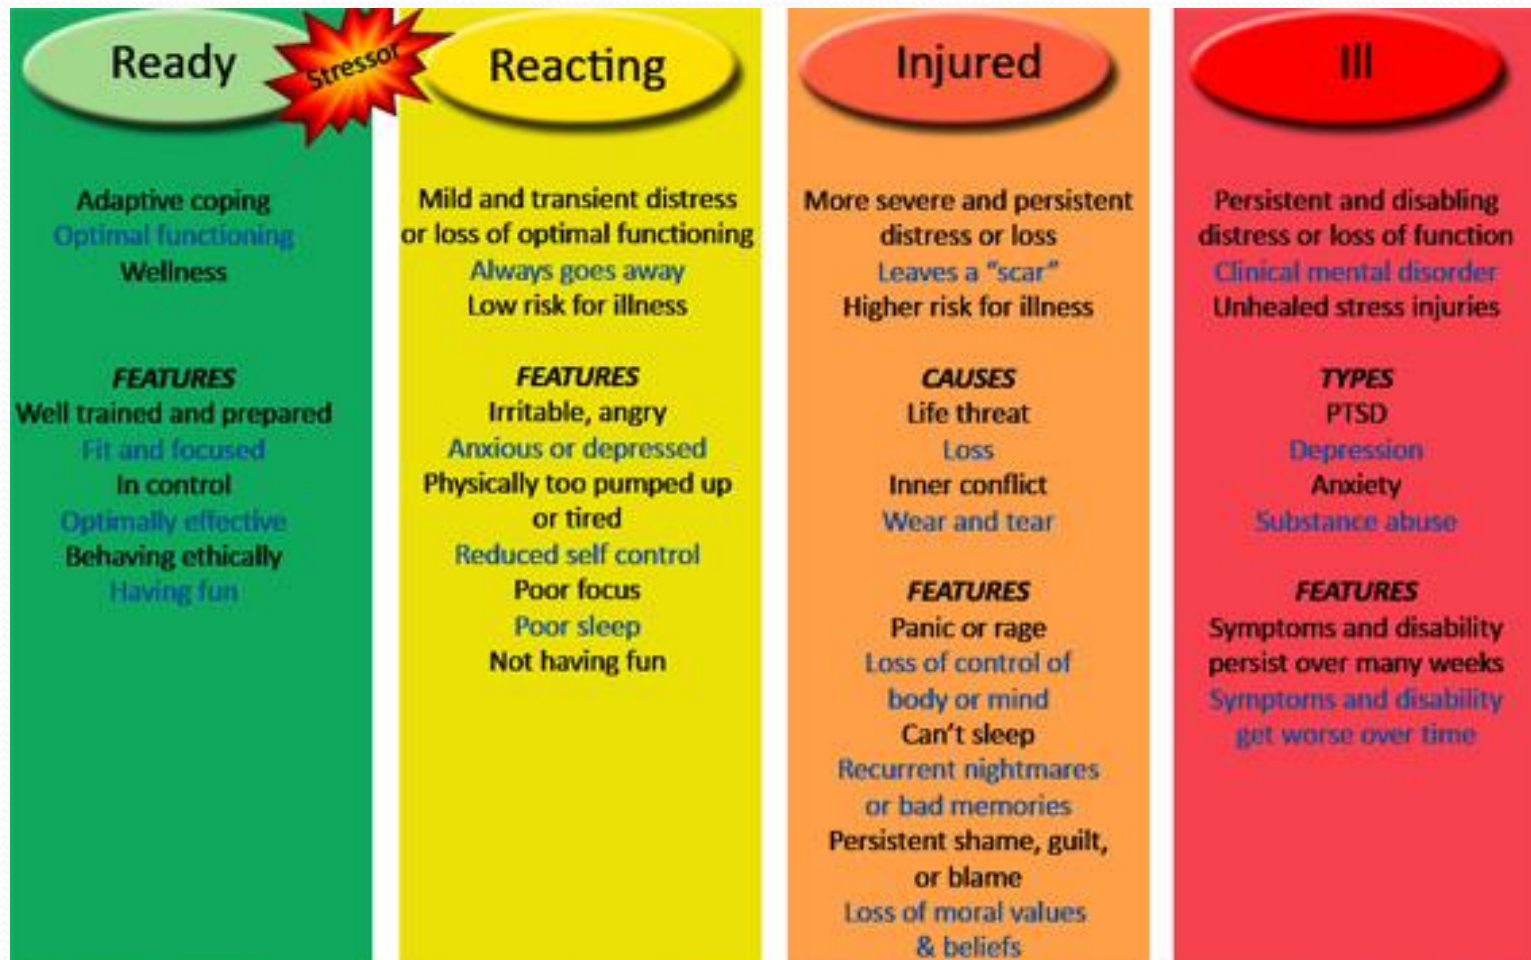 Ready
Stressor
Reacting
Injured
Ill
Adaptive coping
Optimal functioning
Wellness
FEATURES
Well trained and prepared
Fit and focused
In control
Optimally effective
Behaving ethically
Having fun
Mild and transient distress
or loss of optimal functioning
Always goes away
Low risk for illness
FEATURES
Irritable, angry
Anxious or depressed
Physically too pumped up
or tired
Reduced self control
Poor focus
Poor sleep
Not having fun
More severe and persistent
distress or loss
Leaves a “scar”
Higher risk for illness
CAUSES
Life threat
Loss
Inner conflict
Wear and tear
FEATURES
Panic or rage
Loss of control of
body or mind
Can’t sleep
Recurrent nightmares
or bad memories
Persistent shame, guilt,
or blame
Loss of moral values
& beliefs
Persistent and disabling
distress or loss of function
Clinical mental disorder
Unhealed stress injuries
TYPES
PTSD
Depression
Anxiety
Substance abuse
FEATURES
Symptoms and disability
persist over many weeks
Symptoms and disability
get worse over time